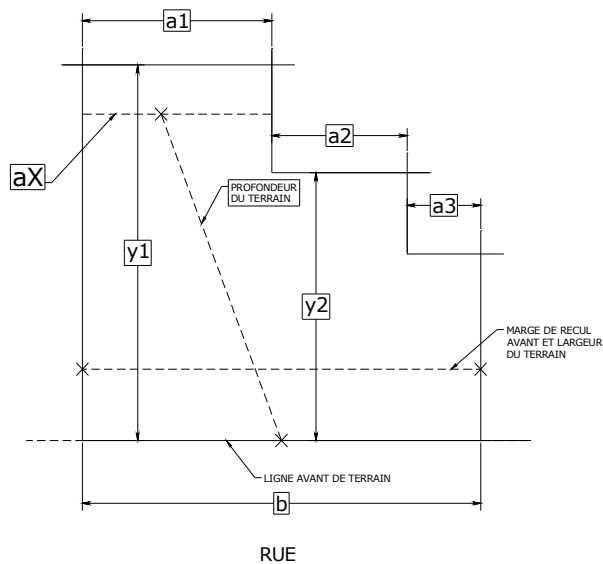 a1
a2
aX
PROFONDEUR
DU TERRAIN
a3
y1
y2
MARGE DE RECUL
AVANT ET LARGEUR
DU TERRAIN
LIGNE AVANT DE TERRAIN
b
RUE